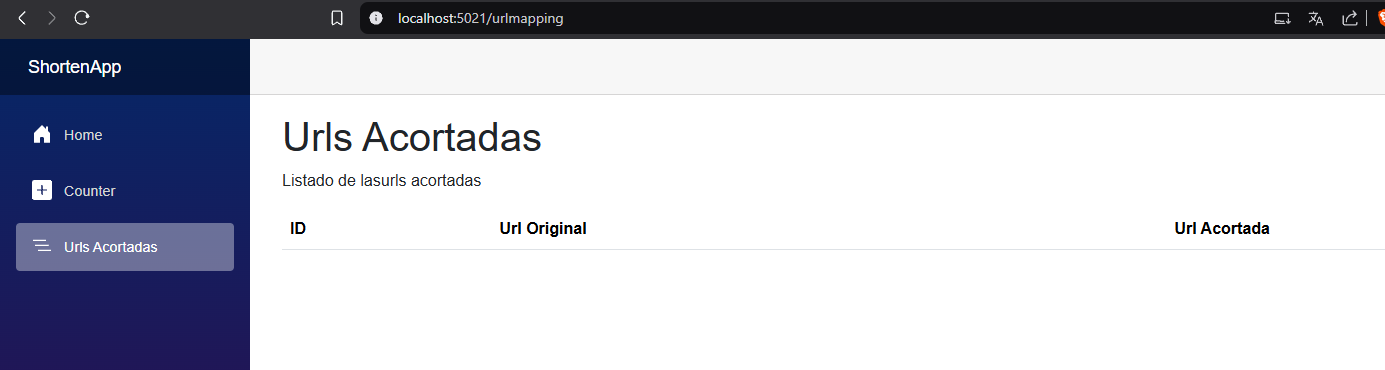 localhost:5021/urlmapping
ShortenApp
Home
Counter
Urls Acortadas
Urls Acortadas
Listado de lasurls acortadas
ID Url Original Url Acortada